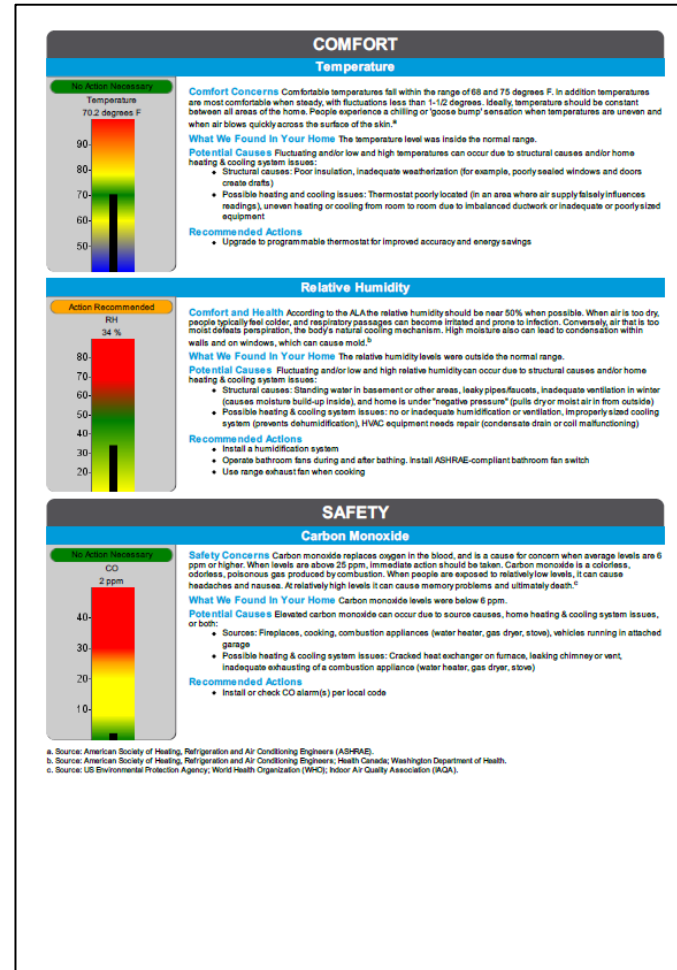 COMFORT
Temperature
No Action Necessary
Temperature
70.2 degrees F
90-
80-
70-
60-
50-
Comfort Concerns Comfortable temperatures fall within the range of 68 and 75 degrees F. In addition temperatures
are most comfortable when steady, with fluctuations less than 1-1/2 degrees. Ideally, temperature should be constant
between all areas of the home. People experience a chilling or 'goose bump' sensation when temperatures are uneven and
when air blows quickly across the surface of the skin.a
What We Found In Your Home The temperature level was inside the normal range.
Potential Causes Fluctuating and/or low and high temperatures can occur due to structural causes and/or home
heating & cooling system issues:
• Structural causes: Poor insulation, inadequate weatherization (for example, poorly sealed windows and doors
create drafts)
• Possible heating and cooling issues: Thermostat poorly located (in an area where air supply falsely influences
readings), uneven heating or cooling from room to room due to imbalanced ductwork or inadequate or poorly sized
equipment
Recommended Actions
• Upgrade to programmable thermostat for improved accuracy and energy savings
Relative Humidity
Action Recommended
RH
34 %
80-
70-
60-
50-
40-
30-
20-
Comfort and Health According to the ALA the relative humidity should be near 50% when possible. When air is too dry,
people typically feel colder, and respiratory passages can become irritated and prone to infection. Conversely, air that is too
moist defeats perspiration, the body's natural cooling mechanism. High moisture also can lead to condensation within
walls and on windows, which can cause mold.b
What We Found In Your Home The relative humidity levels were outside the normal range.
Potential Causes Fluctuating and/or low and high relative humidity can occur due to structural causes and/or home
heating & cooling system issues:
• Structural causes: Standing water in basement or other areas, leaky pipes/faucets, inadequate ventilation in winter
(causes moisture build-up inside), and home is under "negative pressure" (pulls dry or moist air in from outside)
• Possible heating & cooling system issues: no or inadequate humidification or ventilation, improperly sized cooling
system (prevents dehumidification), HVAC equipment needs repair (condensate drain or coil malfunctioning)
Recommended Actions
• Install a humidification system
• Operate bathroom fans during and after bathing. Install ASHRAE-compliant bathroom fan switch
• Use range exhaust fan when cooking
SAFETY
Carbon Monoxide
No Action Necessary
CO
2 ppm
40-
30-
20-
10-
Safety Concerns Carbon monoxide replaces oxygen in the blood, and is a cause for concern when average levels are 6
ppm or higher. When levels are above 25 ppm, immediate action should be taken. Carbon monoxide is a colorless,
odorless, poisonous gas produced by combustion. When people are exposed to relatively low levels, it can cause
headaches and nausea. At relatively high levels it can cause memory problems and ultimately death.c
What We Found In Your Home Carbon monoxide levels were below 6 ppm.
Potential Causes Elevated carbon monoxide can occur due to source causes, home heating & cooling system issues,
or both:
• Sources: Fireplaces, cooking, combustion appliances (water heater, gas dryer, stove), vehicles running in attached
garage
• Possible heating & cooling system issues: Cracked heat exchanger on furnace, leaking chimney or vent,
inadequate exhausting of a combustion appliance (water heater, gas dryer, stove)
Recommended Actions
• Install or check CO alarm(s) per local code
a. Source: American Society of Heating, Refrigeration and Air Conditioning Engineers (ASHRAE).
b. Source: American Society of Heating, Refrigeration and Air Conditioning Engineers; Health Canada; Washington Department of Health.
c. Source: US Environmental Protection Agency; World Health Organization (WHO); Indoor Air Quality Association (IAQA).